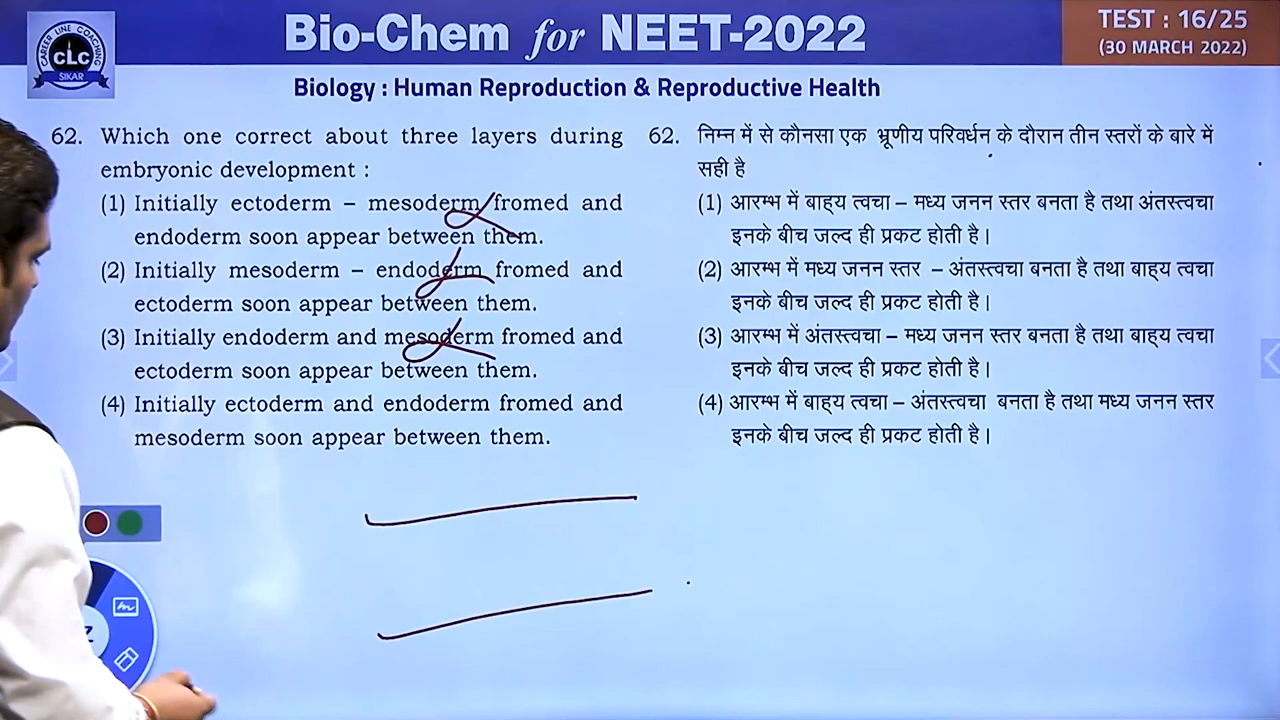 CAREER LINE COACHING
CLC
SIKAR
Bio-Chem for NEET-2022
TEST : 16/25
(30 MARCH 2022)
Biology : Human Reproduction & Reproductive Health
62. Which one correct about three layers during
embryonic development :
(1) Initially ectoderm – mesoderm fromed and
endoderm soon appear between them.
(2) Initially mesoderm – endoderm fromed and
ectoderm soon appear between them.
(3) Initially endoderm and mesoderm fromed and
ectoderm soon appear between them.
(4) Initially ectoderm and endoderm fromed and
mesoderm soon appear between them.
62. निम्न में से कौनसा एक भ्रूणीय परिवर्धन के दौरान तीन स्तरों के बारे में
सही है
(1) आरम्भ में बाह्य त्वचा – मध्य जनन स्तर बनता है तथा अंतस्त्वचा
इनके बीच जल्द ही प्रकट होती है।
(2) आरम्भ में मध्य जनन स्तर – अंतस्त्वचा बनता है तथा बाह्य त्वचा
इनके बीच जल्द ही प्रकट होती है।
(3) आरम्भ में अंतस्त्वचा – मध्य जनन स्तर बनता है तथा बाह्य त्वचा
इनके बीच जल्द ही प्रकट होती है।
(4) आरम्भ में बाह्य त्वचा – अंतस्त्वचा बनता है तथा मध्य जनन स्तर
इनके बीच जल्द ही प्रकट होती है।
Z